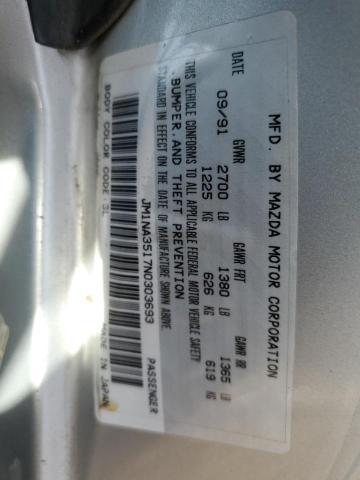 MFD. BY MAZDA MOTOR CORPORATION
DATE GVWR GAWR FRT GAWR RR
09/91 2700 LB 1380 LB 1365 LB
1225 KG 626 KG 619 KG
THIS VEHICLE CONFORMS TO ALL APPLICABLE FEDERAL MOTOR VEHICLE SAFETY
BUMPER, AND THEFT PREVENTION
STANDARD IN EFFECT ON THE DATE OF MANUFACTURE SHOWN ABOVE.
JM1NA3517N0303693 PASSENGER
BODY COLOR CODE: SL MADE IN JAPAN